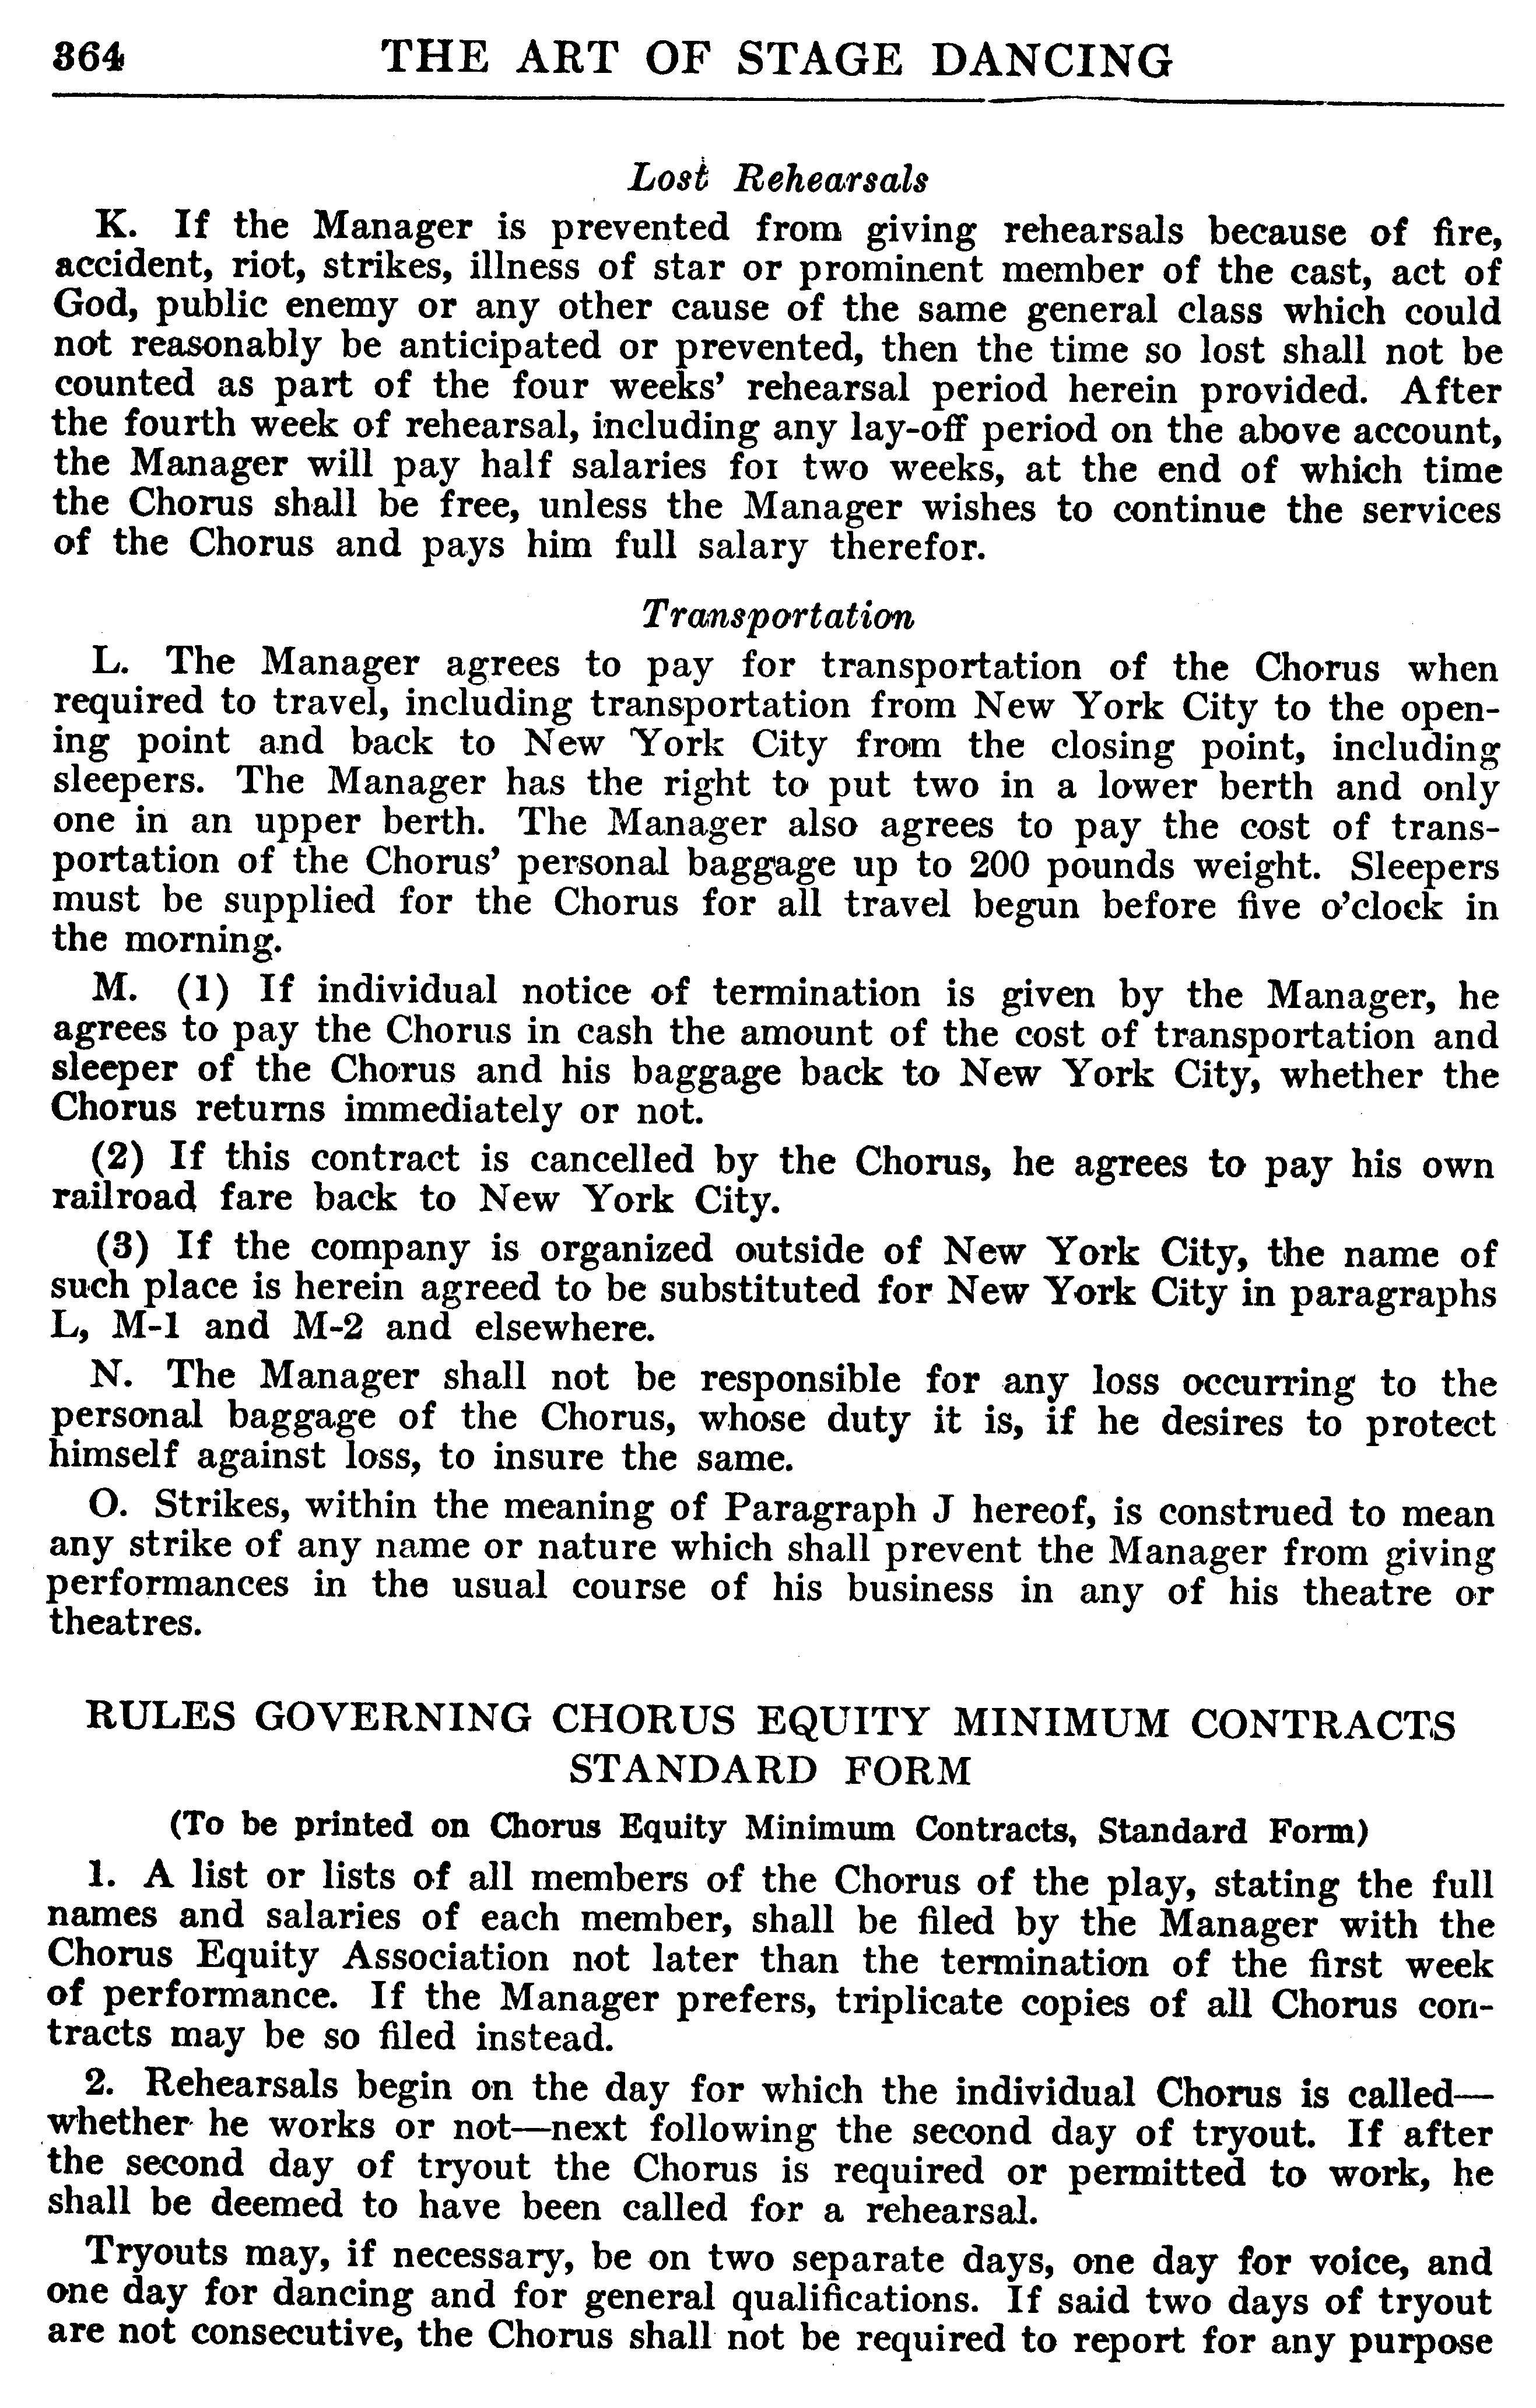 364 THE ART OF STAGE DANCING
Lost Rehearsals
K. If the Manager is prevented from giving rehearsals because of fire,
accident, riot, strikes, illness of star or prominent member of the cast, act of
God, public enemy or any other cause of the same general class which could
not reasonably be anticipated or prevented, then the time so lost shall not be
counted as part of the four weeks' rehearsal period herein provided. After
the fourth week of rehearsal, including any lay-off period on the above account,
the Manager will pay half salaries for two weeks, at the end of which time
the Chorus shall be free, unless the Manager wishes to continue the services
of the Chorus and pays him full salary therefor.
Transportation
L. The Manager agrees to pay for transportation of the Chorus when
required to travel, including transportation from New York City to the open-
ing point and back to New York City from the closing point, including
sleepers. The Manager has the right to put two in a lower berth and only
one in an upper berth. The Manager also agrees to pay the cost of trans-
portation of the Chorus' personal baggage up to 200 pounds weight. Sleepers
must be supplied for the Chorus for all travel begun before five o'clock in
the morning.
M. (1) If individual notice of termination is given by the Manager, he
agrees to pay the Chorus in cash the amount of the cost of transportation and
sleeper of the Chorus and his baggage back to New York City, whether the
Chorus returns immediately or not.
(2) If this contract is cancelled by the Chorus, he agrees to pay his own
railroad fare back to New York City.
(3) If the company is organized outside of New York City, the name of
such place is herein agreed to be substituted for New York City in paragraphs
L, M-1 and M-2 and elsewhere.
N. The Manager shall not be responsible for any loss occurring to the
personal baggage of the Chorus, whose duty it is, if he desires to protect
himself against loss, to insure the same.
O. Strikes, within the meaning of Paragraph J hereof, is construed to mean
any strike of any name or nature which shall prevent the Manager from giving
performances in the usual course of his business in any of his theatre or
theatres.
RULES GOVERNING CHORUS EQUITY MINIMUM CONTRACTS
STANDARD FORM
(To be printed on Chorus Equity Minimum Contracts, Standard Form)
1. A list or lists of all members of the Chorus of the play, stating the full
names and salaries of each member, shall be filed by the Manager with the
Chorus Equity Association not later than the termination of the first week
of performance. If the Manager prefers, triplicate copies of all Chorus con-
tracts may be so filed instead.
2. Rehearsals begin on the day for which the individual Chorus is called—
whether he works or not—next following the second day of tryout. If after
the second day of tryout the Chorus is required or permitted to work, he
shall be deemed to have been called for a rehearsal.
Tryouts may, if necessary, be on two separate days, one day for voice, and
one day for dancing and for general qualifications. If said two days of tryout
are not consecutive, the Chorus shall not be required to report for any purpose